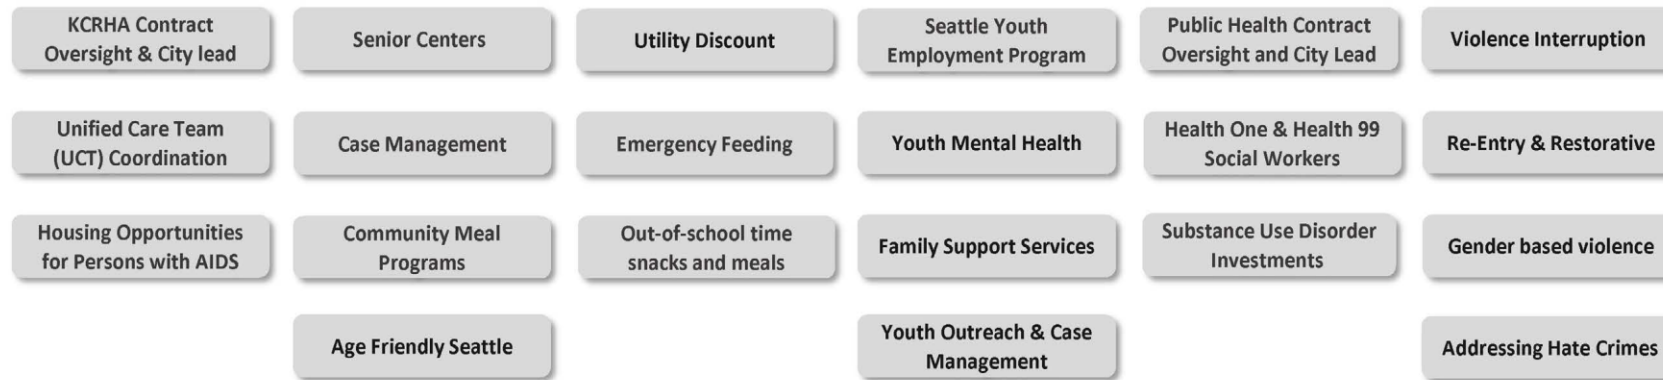 KCRHA Contract
Oversight & City lead
Senior Centers
Utility Discount
Seattle Youth
Employment Program
Public Health Contract
Oversight and City Lead
Violence Interruption
Unified Care Team
(UCT) Coordination
Case Management
Emergency Feeding
Youth Mental Health
Health One & Health 99
Social Workers
Re-Entry & Restorative
Housing Opportunities
for Persons with AIDS
Community Meal
Programs
Out-of-school time
snacks and meals
Family Support Services
Substance Use Disorder
Investments
Gender based violence
Age Friendly Seattle
Youth Outreach & Case
Management
Addressing Hate Crimes